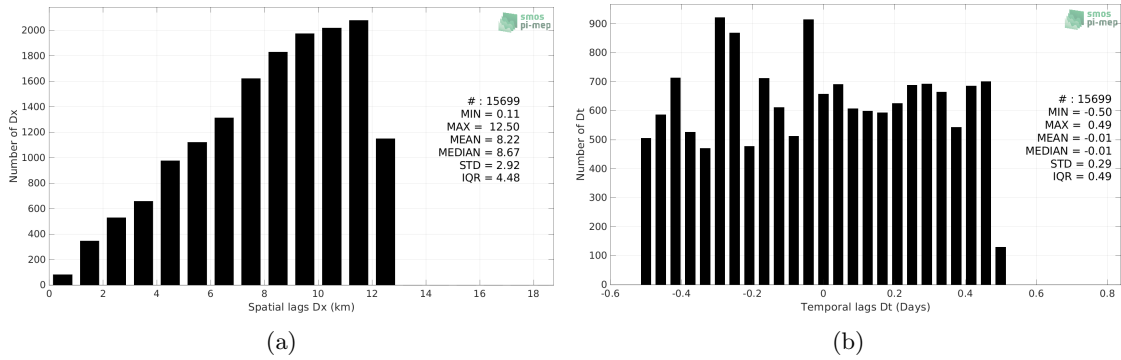 smos
pi-mep
2000
1800
1600
1400
1200
1000
800
600
400
200
0
Number of Dx
# : 15699
MIN = 0.11
MAX = 12.50
MEAN = 8.22
MEDIAN = 8.67
STD = 2.92
IQR = 4.48
0 2 4 6 8 10 12 14 16 18
Spatial lags Dx (km)
(a)
smos
pi-mep
900
800
700
600
500
400
300
200
100
0
Number of Dt
# : 15699
MIN = -0.50
MAX = 0.49
MEAN = -0.01
MEDIAN = -0.01
STD = 0.29
IQR = 0.49
-0.6 -0.4 -0.2 0 0.2 0.4 0.6 0.8
Temporal lags Dt (Days)
(b)